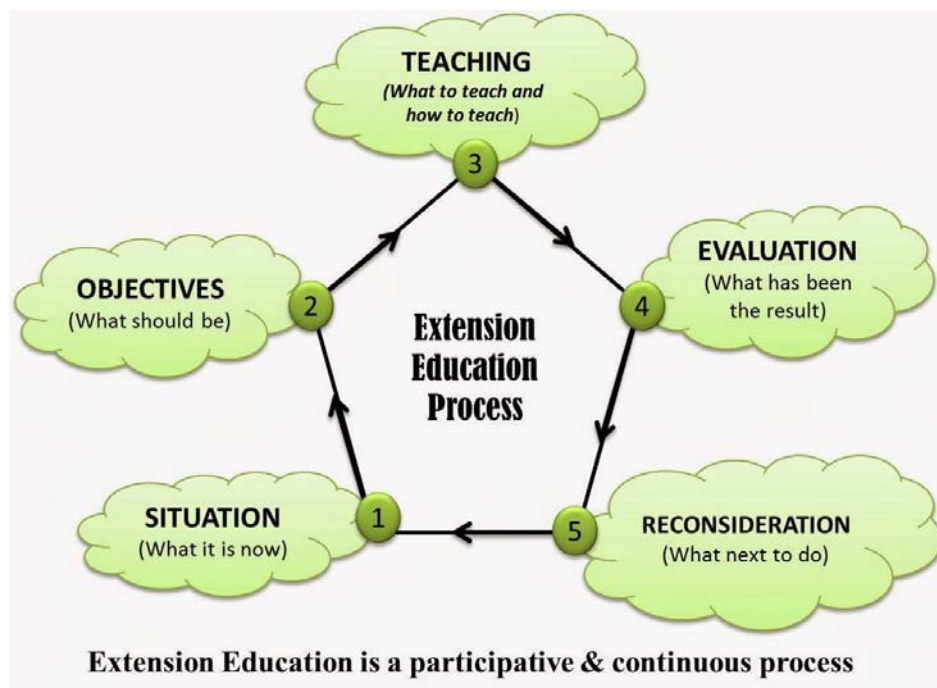 TEACHING
(What to teach and
how to teach)
3
EVALUATION
(What has been
the result)
4
OBJECTIVES
(What should be)
2
Extension
Education
Process
SITUATION
(What it is now)
1
5
RECONSIDERATION
(What next to do)
Extension Education is a participative & continuous process